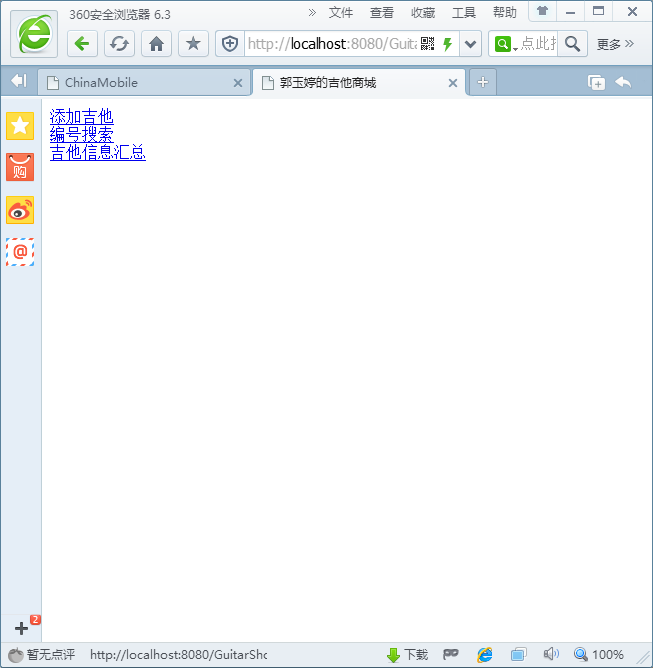 360安全浏览器 6.3
» 文件 查看 收藏 工具 帮助
http://localhost:8080/Guita
点此搜
更多 »
ChinaMobile
郭玉婷的吉他商城
添加吉他
编号搜索
吉他信息汇总
购
@
2
暂无点评 http://localhost:8080/GuitarSho 下载 100%